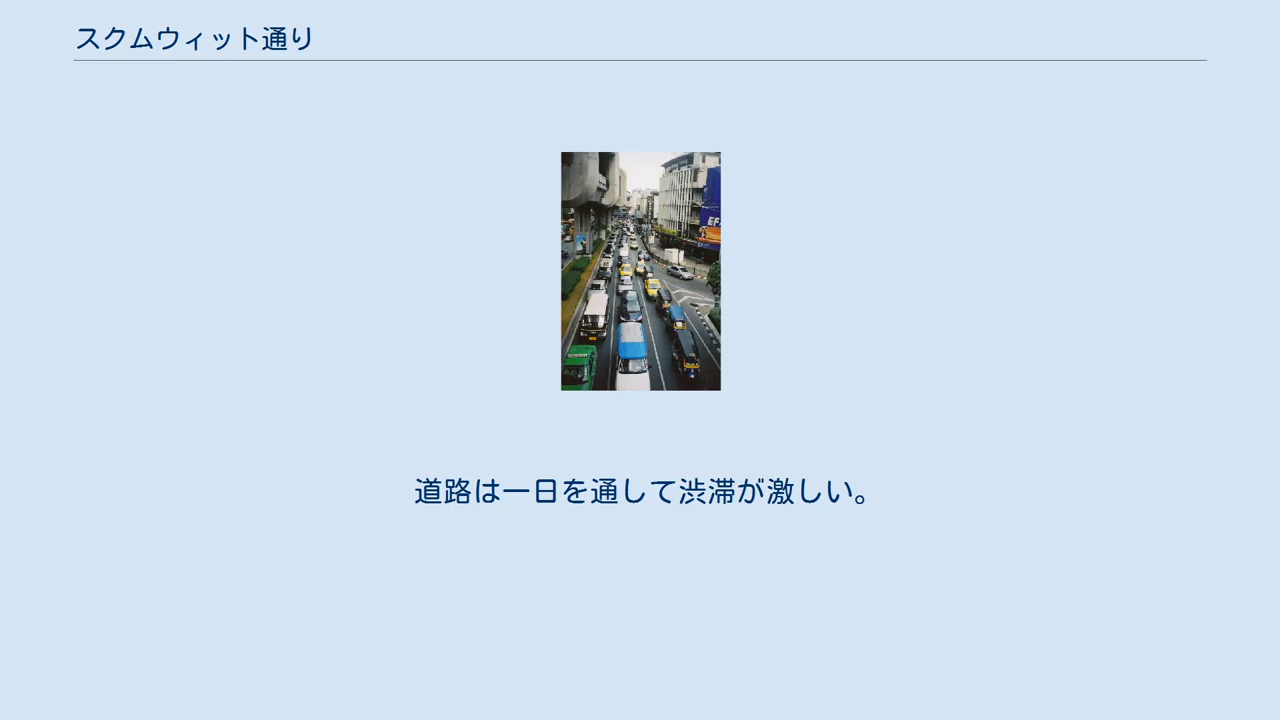 スクムウィット通り
EF
道路は一日を通して渋滞が激しい。